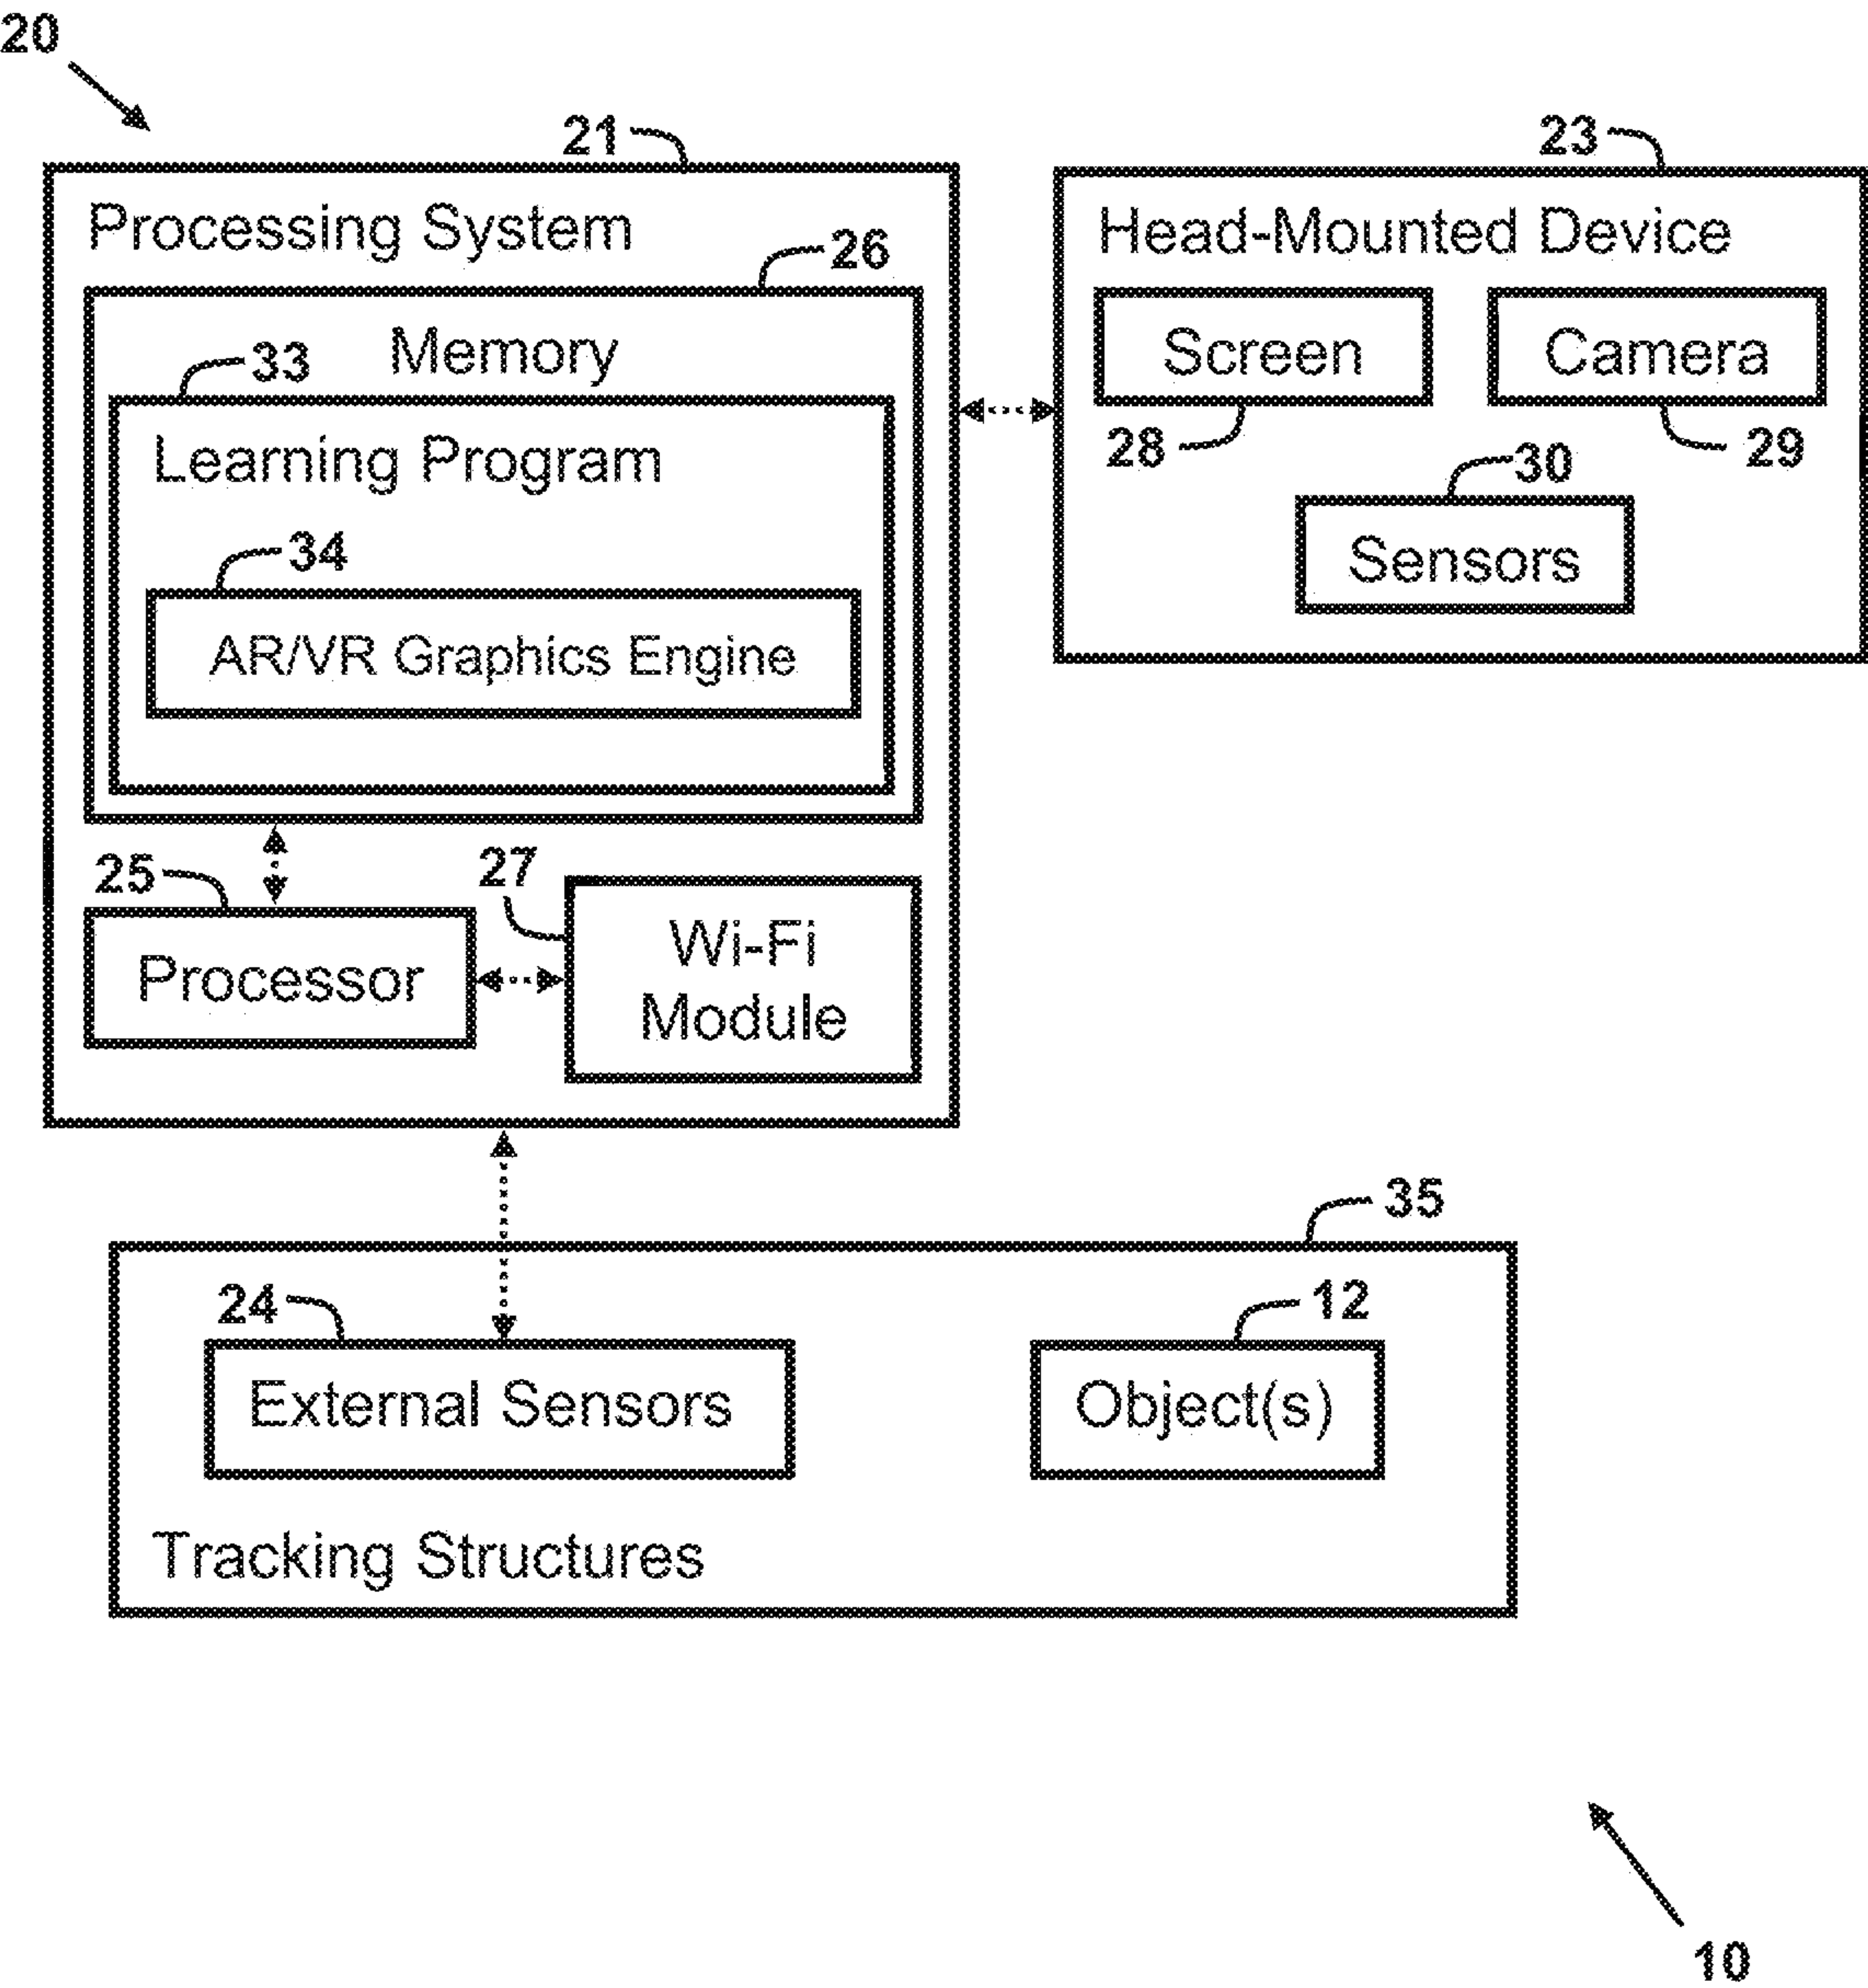 20
21
Processing System
26
Memory
33
Learning Program
34
AR/VR Graphics Engine
25
Processor
27
Wi-Fi
Module
23
Head-Mounted Device
Screen
Camera
28
29
30
Sensors
35
24
External Sensors
12
Object(s)
Tracking Structures
10